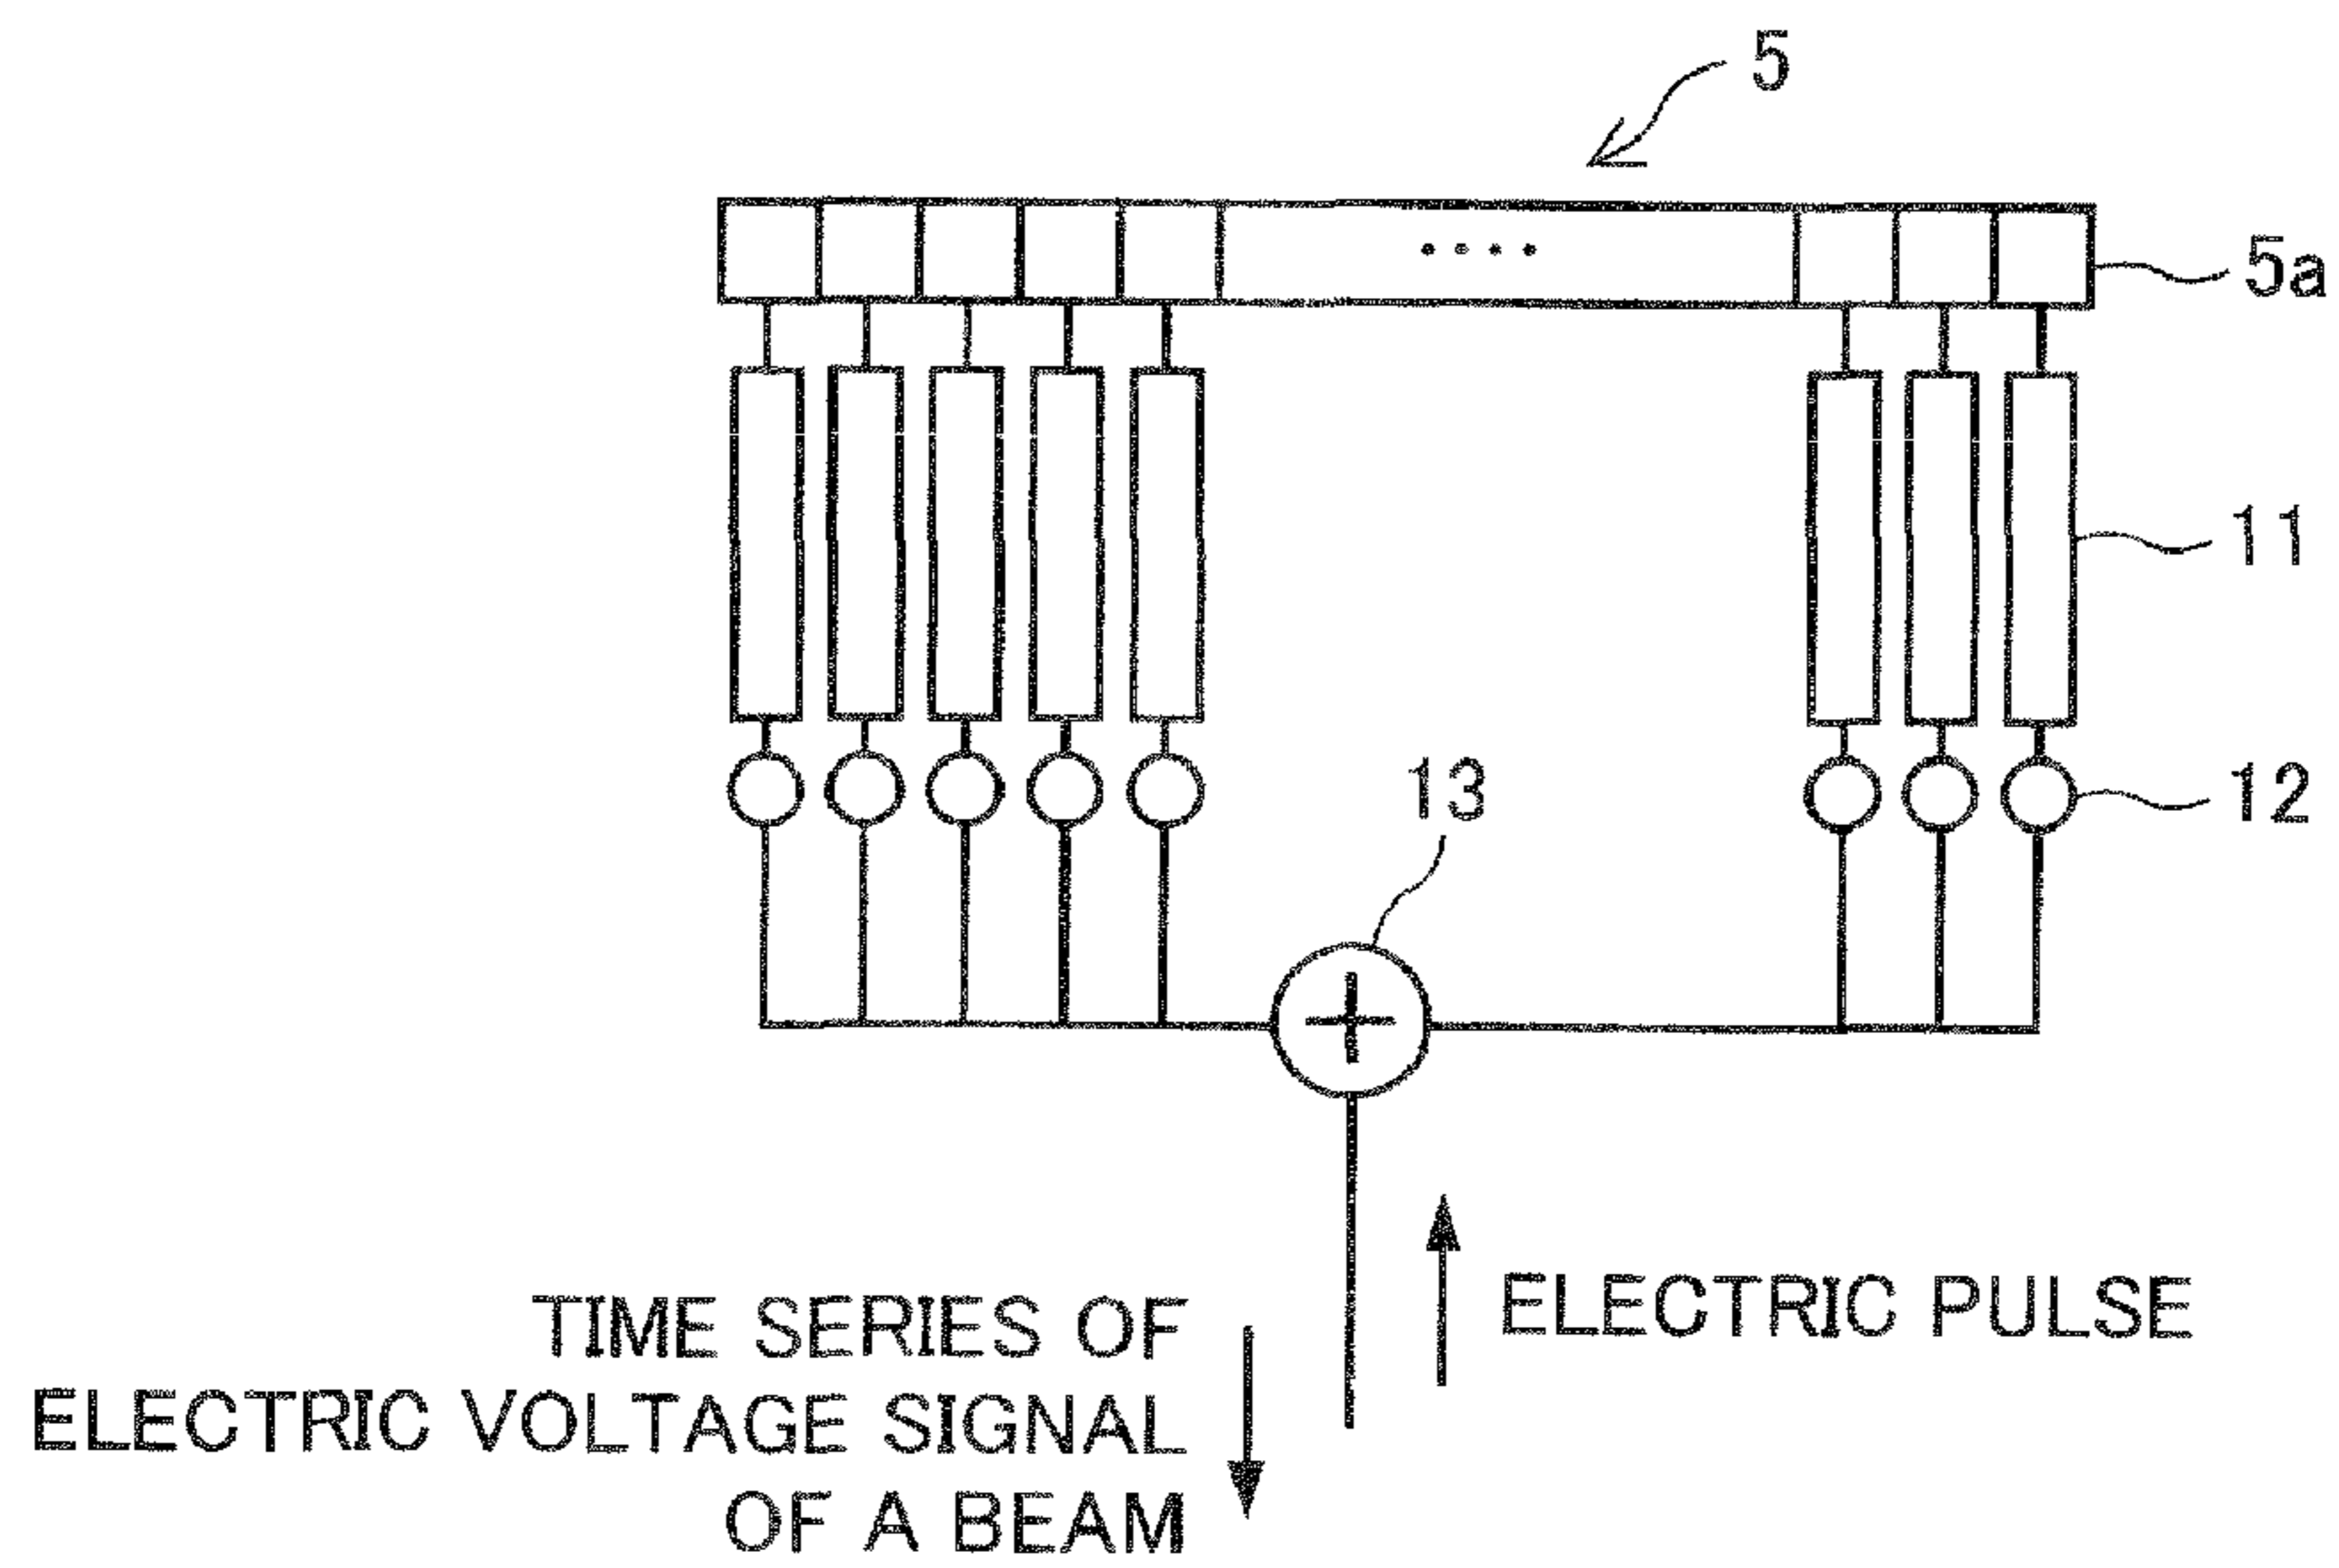 5
5a
11
12
13
ELECTRIC PULSE
TIME SERIES OF
ELECTRIC VOLTAGE SIGNAL
OF A BEAM